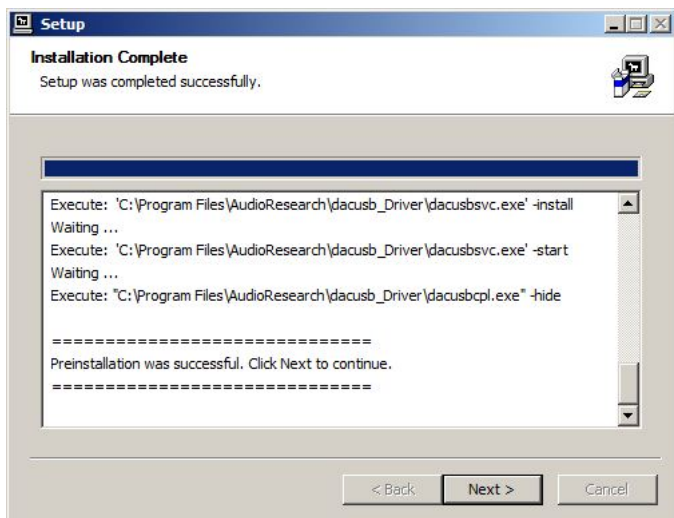 Setup
Installation Complete
Setup was completed successfully.
Execute: 'C:\Program Files\AudioResearch\dacusb_Driver\dacusbsvc.exe' -install
Waiting ...
Execute: 'C:\Program Files\AudioResearch\dacusb_Driver\dacusbsvc.exe' -start
Waiting ...
Execute: "C:\Program Files\AudioResearch\dacusb_Driver\dacusbcpl.exe" -hide
==============================
Preinstallation was successful. Click Next to continue.
==============================
< Back
Next >
Cancel